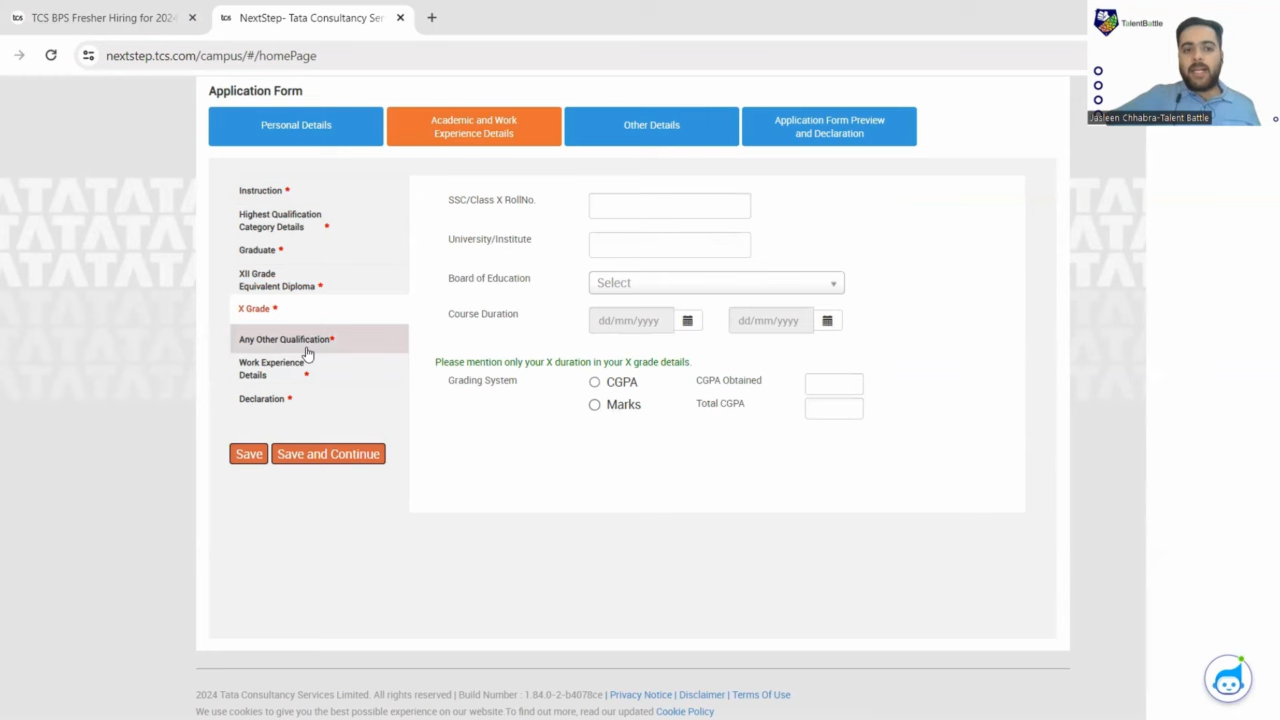 tcs TCS BPS Fresher Hiring for 2024
tcs NextStep- Tata Consultancy Ser
nextstep.tcs.com/campus/#/homePage
TalentBattle
Jasleen Chhabra-Talent Battle
Application Form
Personal Details
Academic and Work
Experience Details
Other Details
Application Form Preview
and Declaration
Instruction *
Highest Qualification
Category Details *
Graduate *
XII Grade
Equivalent Diploma *
X Grade *
Any Other Qualification*
Work Experience
Details *
Declaration *
Save
Save and Continue
SSC/Class X RollNo.
University/Institute
Board of Education
Select
Course Duration
dd/mm/yyyy
dd/mm/yyyy
Please mention only your X duration in your X grade details.
Grading System
CGPA
Marks
CGPA Obtained
Total CGPA
TATATATA
2024 Tata Consultancy Services Limited. All rights reserved | Build Number : 1.84.0-2-b4078ce | Privacy Notice | Disclaimer | Terms Of Use
We use cookies to give you the best possible experience on our website.To find out more, read our updated Cookie Policy